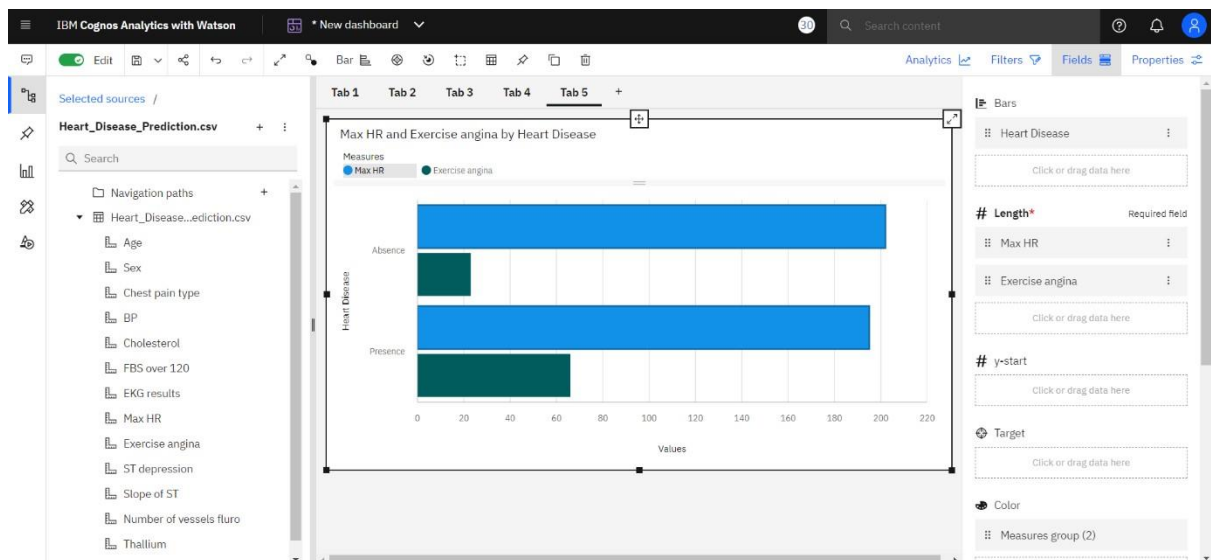 IBM Cognos Analytics with Watson
* New dashboard
30
Search content
Edit
Bar
Analytics
Filters
Fields
Properties
Selected sources /
Heart_Disease_Prediction.csv
Search
Navigation paths
Heart_Disease...ediction.csv
Age
Sex
Chest pain type
BP
Cholesterol
FBS over 120
EKG results
Max HR
Exercise angina
ST depression
Slope of ST
Number of vessels fluro
Thallium
Tab 1 Tab 2 Tab 3 Tab 4 Tab 5 +
Max HR and Exercise angina by Heart Disease
Measures
Max HR Exercise angina
Heart Disease
Absence
Presence
0 20 40 60 80 100 120 140 160 180 200 220
Values
Bars
Heart Disease
Click or drag data here
# Length* Required field
Max HR
Exercise angina
Click or drag data here
# y-start
Click or drag data here
Target
Click or drag data here
Color
Measures group (2)